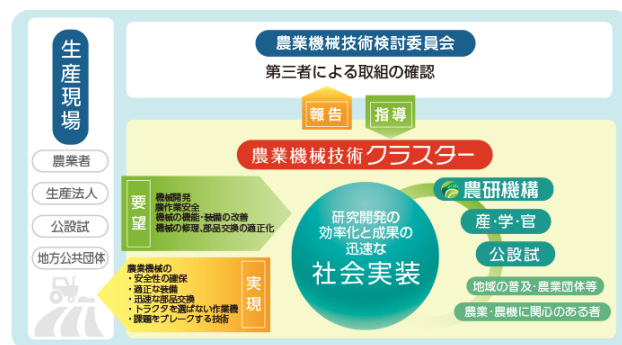 生産現場
農業者
生産法人
公設試
地方公共団体
農業機械技術検討委員会
第三者による取組の確認
報告
指導
農業機械技術クラスター
要望
機械開発
農作業安全
機械の機能・装備の改善
機械の修理、部品交換の適正化
農業機械の
・安全性の確保
・適正な装備
・迅速な部品交換
・トラクタを選ばない作業機
・課題をブレークする技術
実現
研究開発の
効率化と成果の
迅速な
社会実装
農研機構
産・学・官
公設試
地域の普及・農業団体等
農業・農機に関心のある者